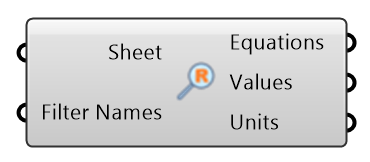 Sheet
Filter Names
R
Equations
Values
Units